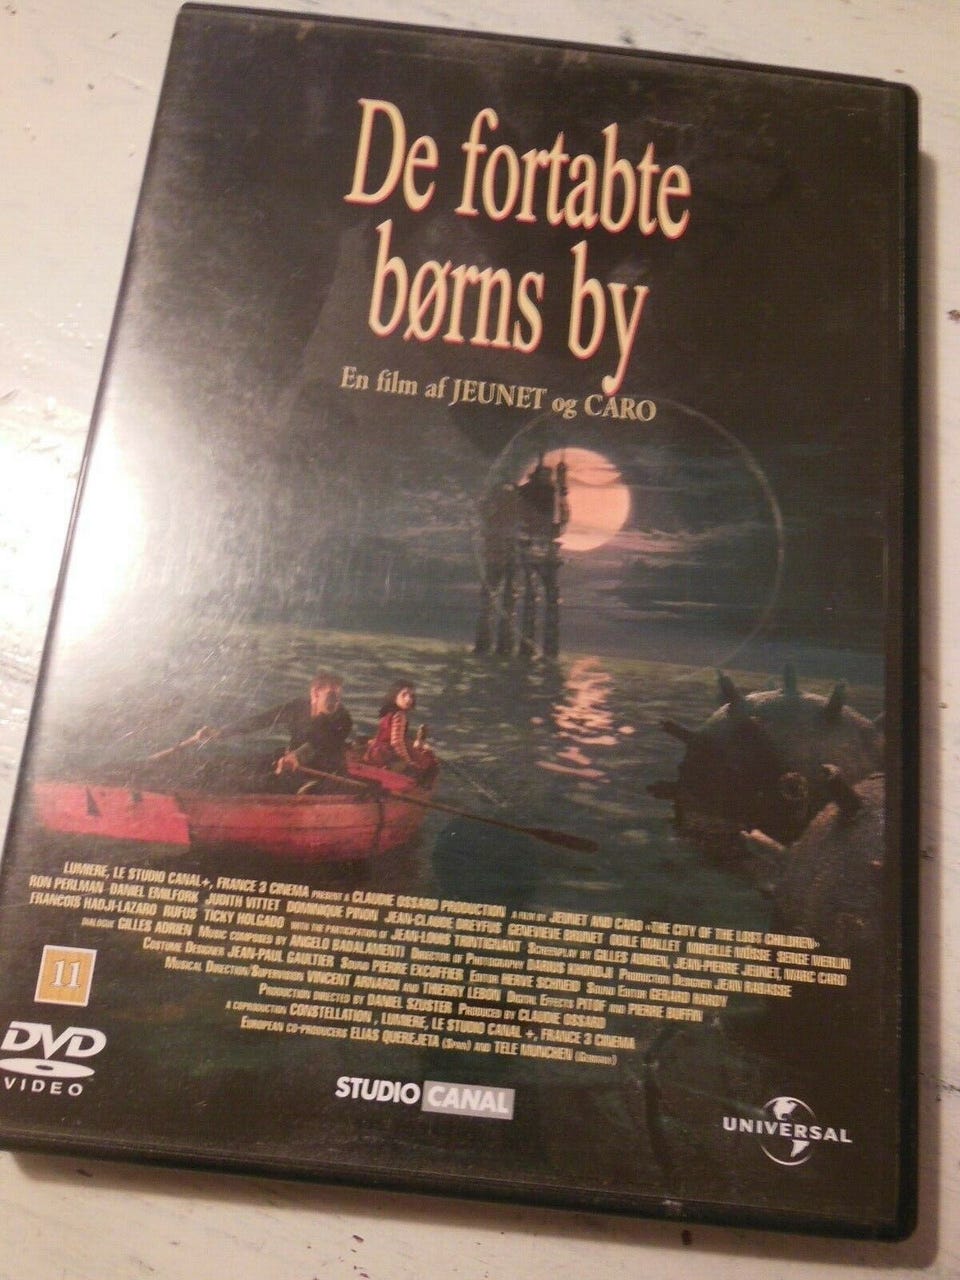 De fortabte
børns by
En film af JEUNET og CARO
LUMIERE, LE STUDIO CANAL+, FRANCE 3 CINEMA PRESENT A CLAUDIE OSSARD PRODUCTION A FILM BY JEUNET AND CARO «THE CITY OF THE LOST CHILDREN»
RON PERLMAN DANIEL EMILFORK JUDITH VITTET DOMINIQUE PINON JEAN-CLAUDE DREYFUS GENEVIEVE BRUNET ODILE MALLET MIREILLE MOSSE SERGE MERLIN
FRANCOIS HADJI-LAZARO RUFUS TICKY HOLGADO WITH THE PARTICIPATION OF JEAN-LOUIS TRINTIGNANT SCREENPLAY BY GILLES ADRIEN, JEAN-PIERRE JEUNET, MARC CARO
DIALOGUE GILLES ADRIEN MUSIC COMPOSED BY ANGELO BADALAMENTI DIRECTOR OF PHOTOGRAPHY DARIUS KHONDJI PRODUCTION DESIGNER JEAN RABASSE
COSTUME DESIGNER JEAN-PAUL GAULTIER SOUND PIERRE EXCOFFIER EDITOR HERVE SCHNEID SOUND EDITOR GERARD HARDY
MUSICAL DIRECTION/SUPERVISION VINCENT ARNARDI AND THIERRY LEBON DIGITAL EFFECTS PITOF AND PIERRE BUFFIN
PRODUCTION DIRECTED BY DANIEL SZUSTER PRODUCED BY CLAUDIE OSSARD
A COPRODUCTION CONSTELLATION, LUMIERE, LE STUDIO CANAL +, FRANCE 3 CINEMA
EUROPEAN CO-PRODUCERS ELIAS QUEREJETA (SPAIN) AND TELE MUNCHEN (GERMANY)
11
DVD
VIDEO
STUDIO CANAL
UNIVERSAL